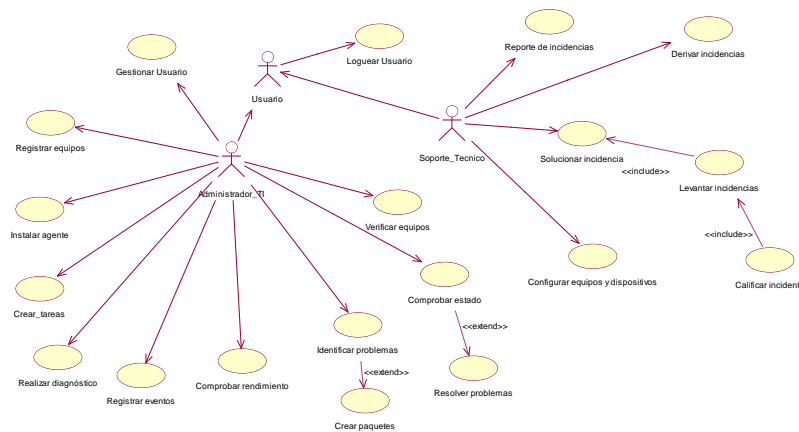 Reporte de incidencias
Derivar incidencias
Loguear Usuario
Gestionar Usuario
Usuario
Registrar equipos
Soporte_Tecnico
Solucionar incidencia
<<include>>
Levantar incidencias
Administrador_TI
Verificar equipos
Instalar agente
<<include>>
Configurar equipos y dispositivos
Calificar incident
Comprobar estado
Crear_tareas
<<extend>>
Identificar problemas
<<extend>>
Realizar diagnóstico
Comprobar rendimiento
Resolver problemas
Registrar eventos
Crear paquetes